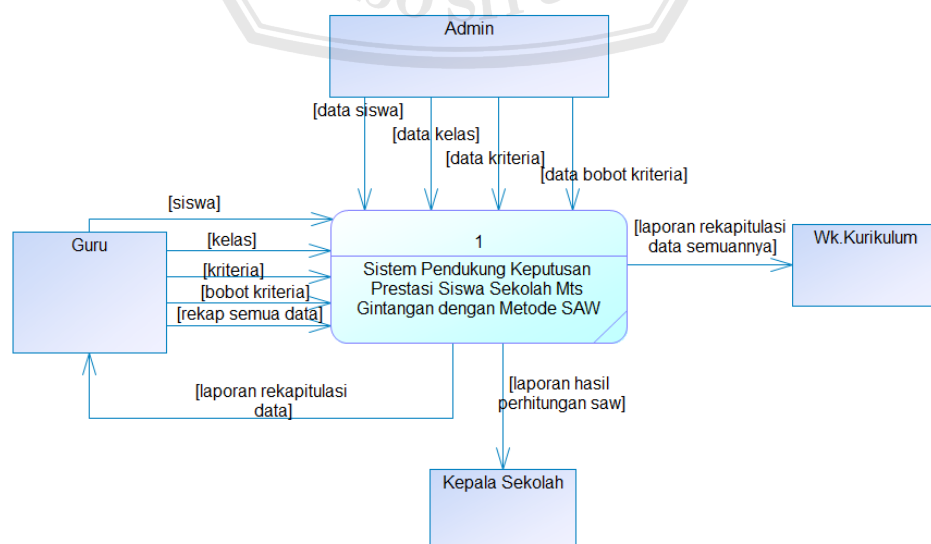 Admin
[data siswa]
[data kelas]
[data kriteria]
[data bobot kriteria]
[siswa]
Guru
[kelas]
[kriteria]
[bobot kriteria]
[rekap semua data]
1
Sistem Pendukung Keputusan
Prestasi Siswa Sekolah Mts
Gintangan dengan Metode SAW
[laporan rekapitulasi
data semuannya]
Wk.Kurikulum
[laporan rekapitulasi
data]
[laporan hasil
perhitungan saw]
Kepala Sekolah